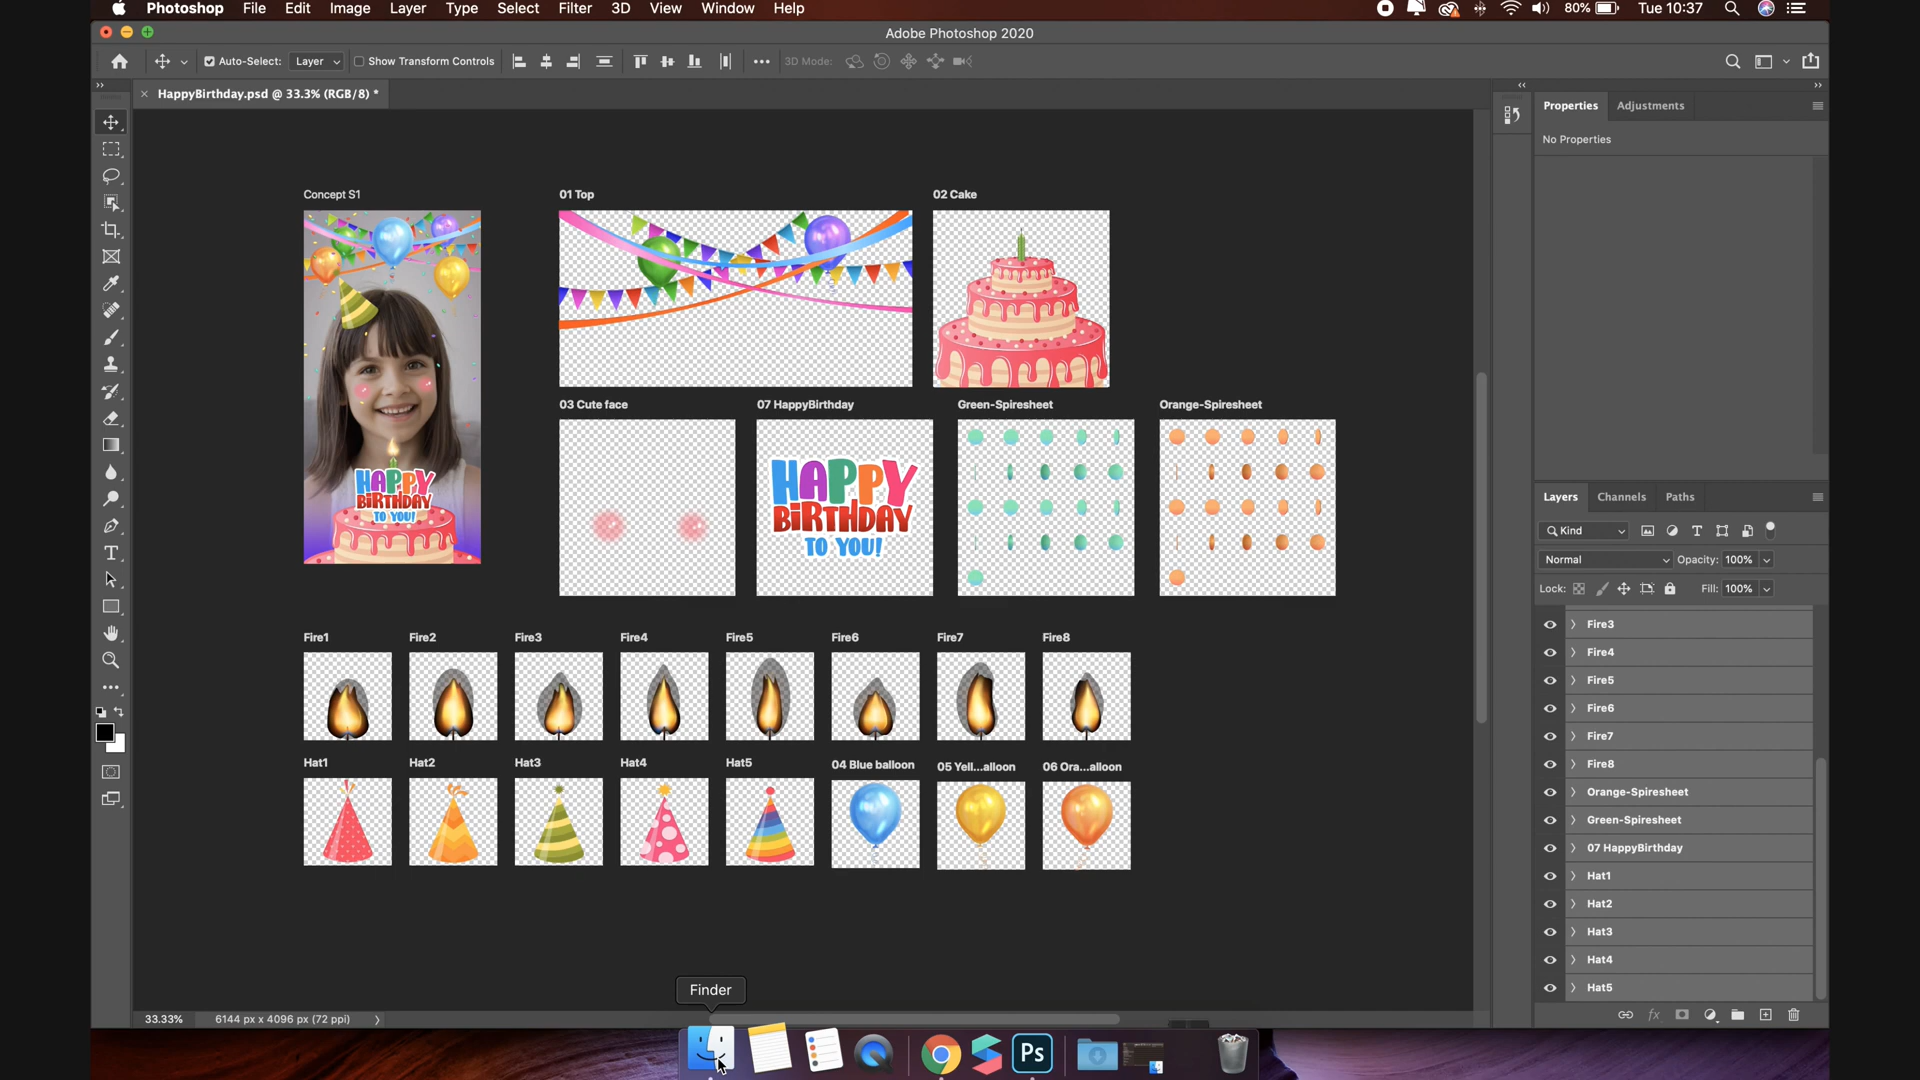 Photoshop File Edit Image Layer Type Select Filter 3D View Window Help 80% Tue 10:37
Adobe Photoshop 2020
Auto-Select: Layer Show Transform Controls 3D Mode:
HappyBirthday.psd @ 33.3% (RGB/8) *
Properties Adjustments
No Properties
Concept S1 01 Top 02 Cake
03 Cute face 07 HappyBirthday Green-Spiresheet Orange-Spiresheet
HAPPY
BiRTHDAY
TO YOU!
HAPPY
BiRTHDAY
TO YOU!
Fire1 Fire2 Fire3 Fire4 Fire5 Fire6 Fire7 Fire8
Hat1 Hat2 Hat3 Hat4 Hat5 04 Blue balloon 05 Yell...alloon 06 Ora...alloon
Layers Channels Paths
Kind
Normal Opacity: 100%
Lock: Fill: 100%
Fire3
Fire4
Fire5
Fire6
Fire7
Fire8
Orange-Spiresheet
Green-Spiresheet
07 HappyBirthday
Hat1
Hat2
Hat3
Hat4
Hat5
Finder
33.33% 6144 px x 4096 px (72 ppi)
Ps